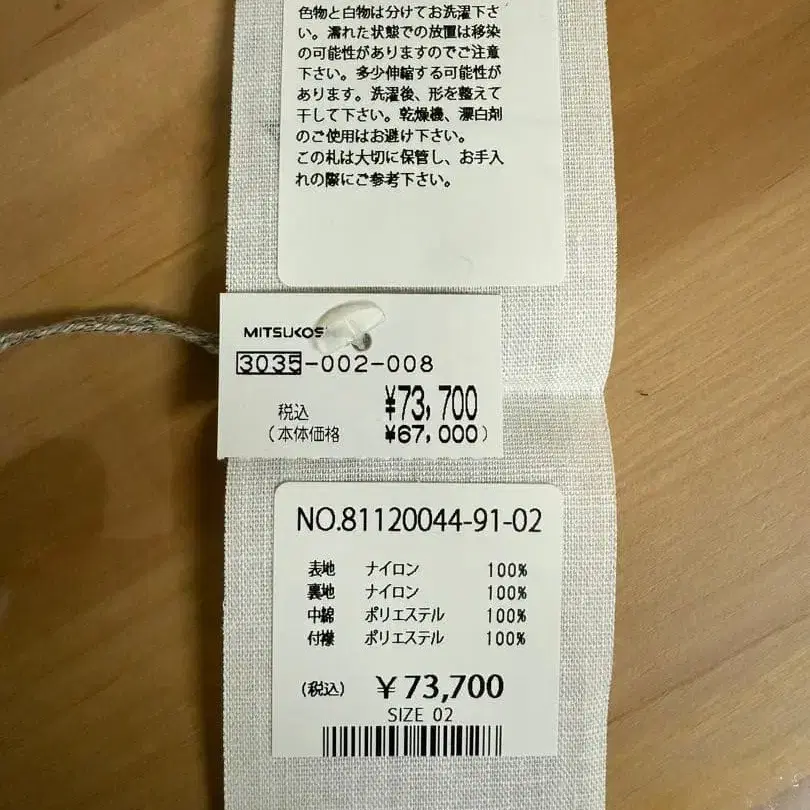 色物と白物は分けてお洗濯下さ
い。濡れた状態での放置は移染
の可能性がありますのでご注意
下さい。多少伸縮する可能性が
あります。洗濯後、形を整えて
干して下さい。乾燥機、漂白剤
のご使用はお避け下さい。
この札は大切に保管し、お手入
れの際にご参考下さい。
MITSUKOS
3035-002-008
税込 ¥73,700
(本体価格 ¥67,000)
NO.81120044-91-02
表地 ナイロン 100%
裏地 ナイロン 100%
中綿 ポリエステル 100%
付襟 ポリエステル 100%
(税込) ¥73,700
SIZE 02